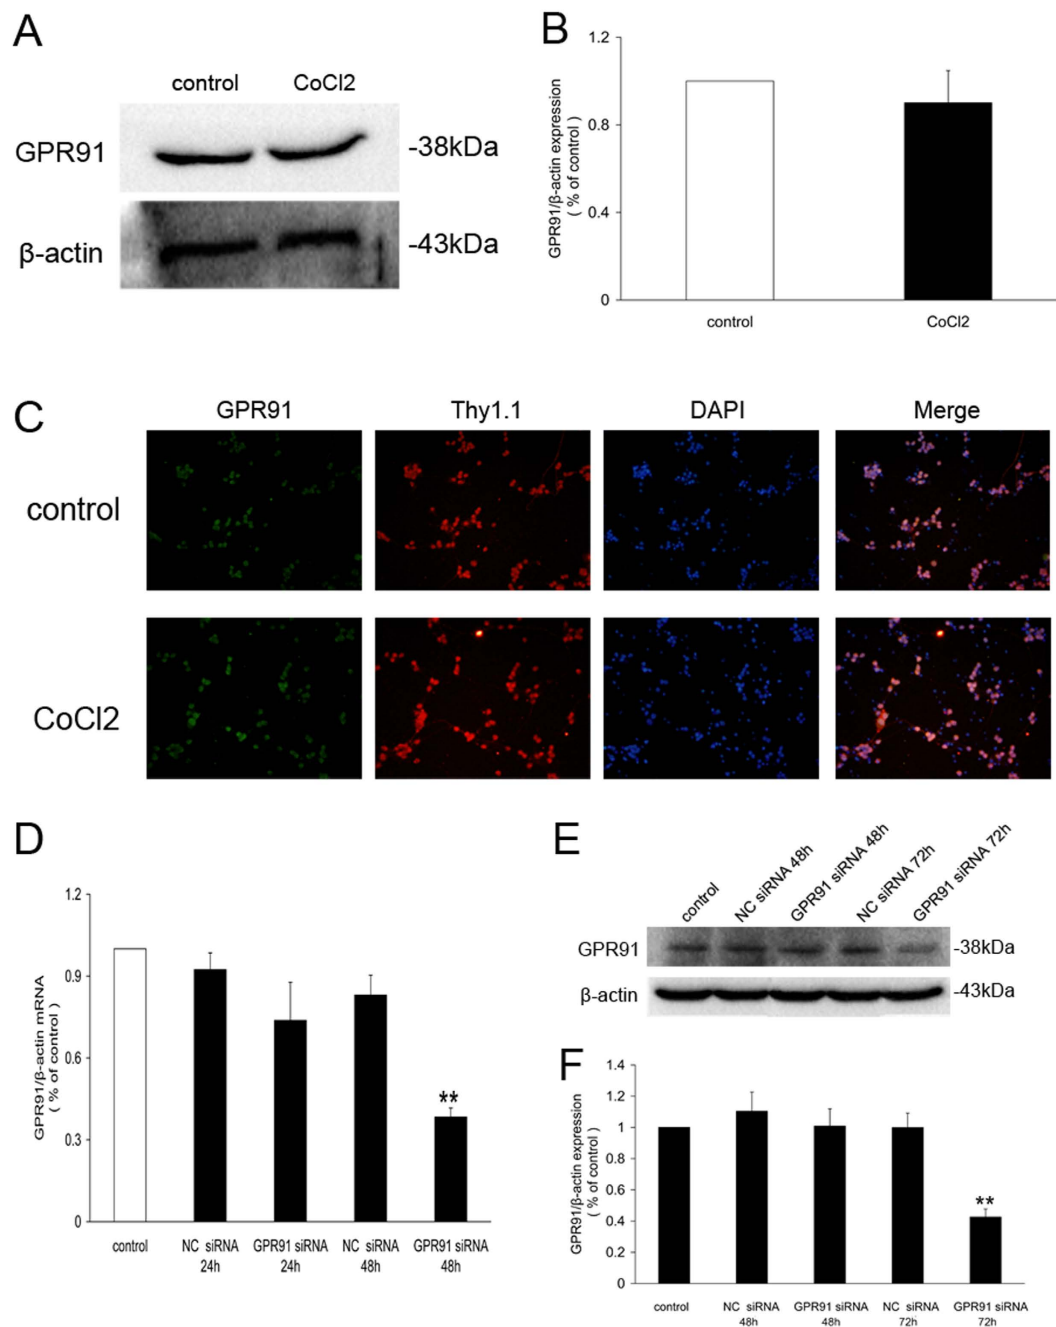 A
control CoCl2
GPR91 -38kDa
β-actin -43kDa
B
GPR91/β-actin expression
( % of control )
1.2
0.8
0.4
0
control CoCl2
C
GPR91 Thy1.1 DAPI Merge
control
CoCl2
D
GPR91/β-actin mRNA
( % of control )
1.2
0.9
0.6
0.3
0
**
control NC siRNA GPR91 siRNA NC siRNA GPR91 siRNA
24h 24h 48h 48h
E
control NC siRNA 48h GPR91 siRNA 48h NC siRNA 72h GPR91 siRNA 72h
GPR91 -38kDa
β-actin -43kDa
F
GPR91/β-actin expression
( % of control )
1.4
1.2
1
0.8
0.6
0.4
0.2
0
**
control NC siRNA GPR91 siRNA NC siRNA GPR91 siRNA
48h 48h 72h 72h